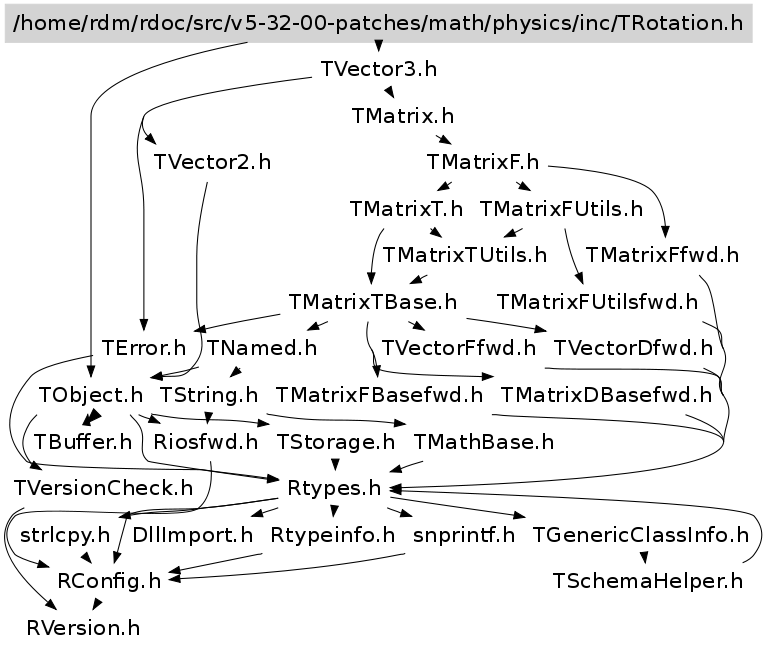 /home/rdm/rdoc/src/v5-32-00-patches/math/physics/inc/TRotation.h
TVector3.h
TMatrix.h
TVector2.h TMatrixF.h
TMatrixT.h TMatrixFUtils.h
TMatrixTUtils.h TMatrixFfwd.h
TMatrixTBase.h TMatrixFUtilsfwd.h
TError.h TNamed.h TVectorFfwd.h TVectorDfwd.h
TObject.h TString.h TMatrixFBasefwd.h TMatrixDBasefwd.h
TBuffer.h Riosfwd.h TStorage.h TMathBase.h
TVersionCheck.h Rtypes.h
strlcpy.h DllImport.h Rtypeinfo.h snprintf.h TGenericClassInfo.h
RConfig.h TSchemaHelper.h
RVersion.h